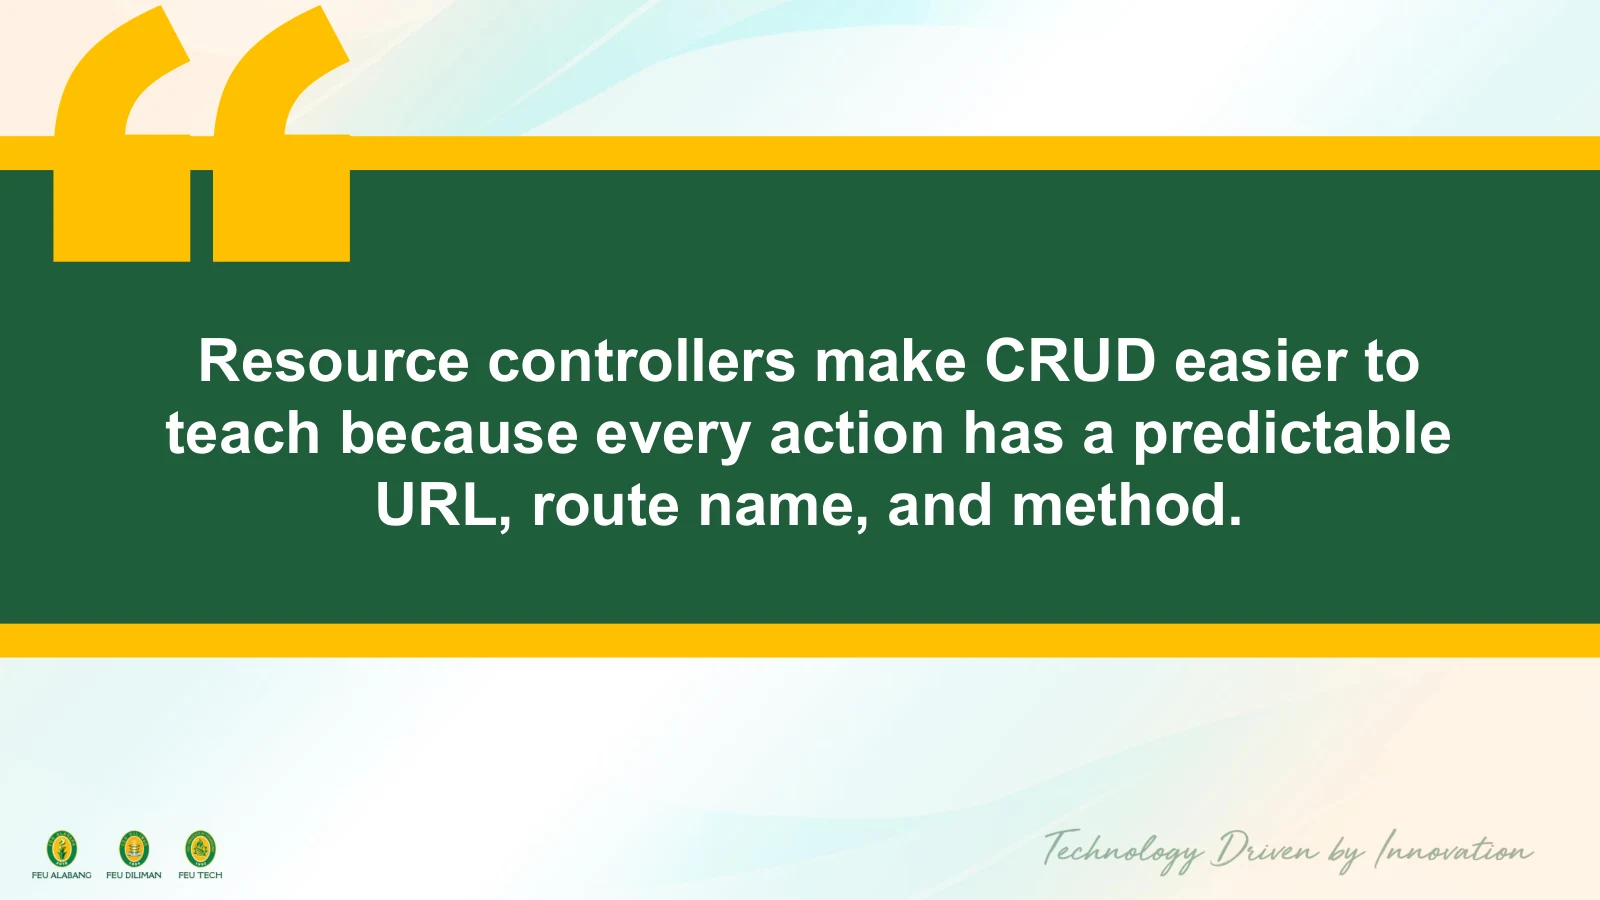 Resource controllers make CRUD easier to
teach because every action has a predictable
URL, route name, and method.
FEU ALABANG
FEU DILIMAN
FEU TECH
Technology Driven by Innovation